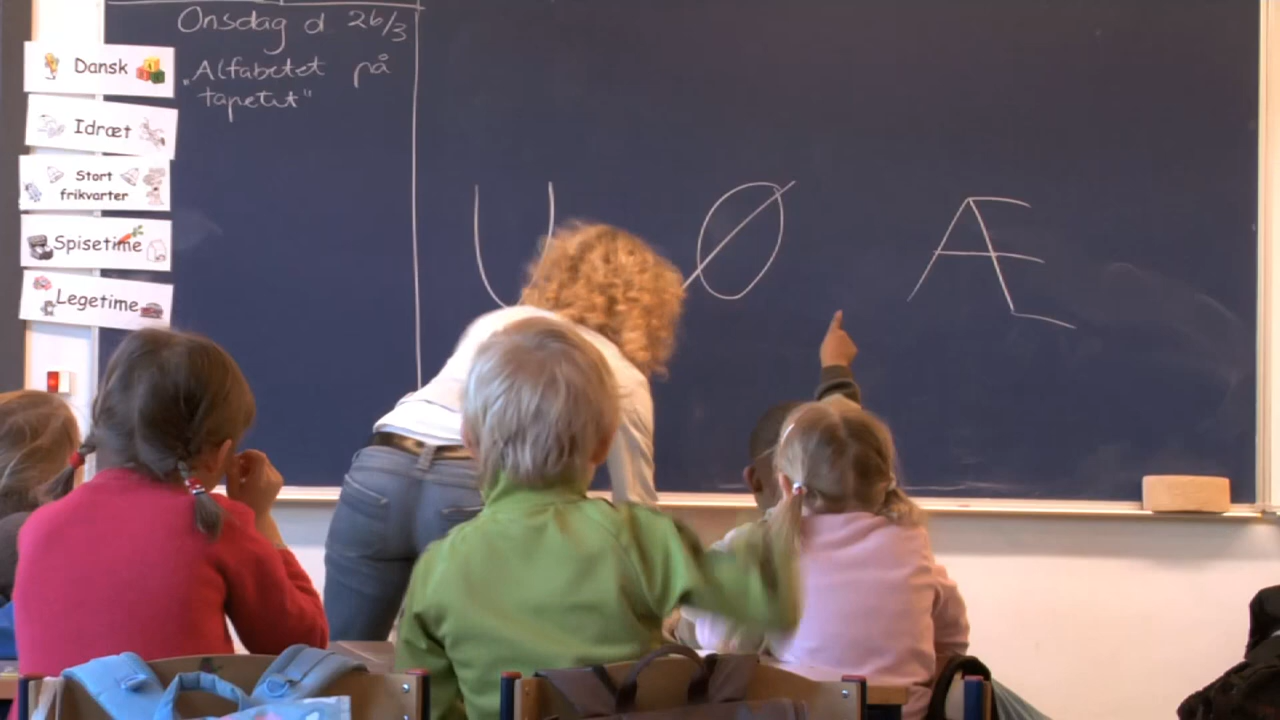 Onsdag d 26/3
"Alfabetet på
tapetet"
Dansk
Idræt
Stort
frikvarter
Spisetime
Legetime
U Ø Æ